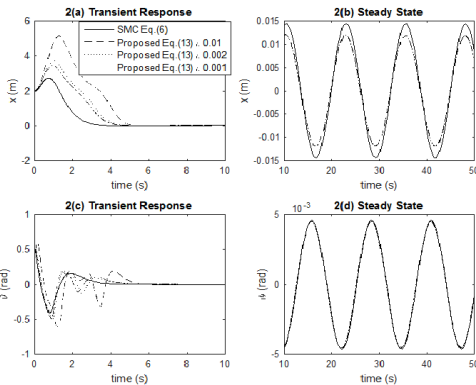 2(a) Transient Response
SMC Eq.(6)
Proposed Eq.(13) ι 0.01
Proposed Eq.(13) ι 0.002
Proposed Eq.(13) ι 0.001
x (m)
6
4
2
0
-2
0 2 4 6 8 10
time (s)
2(b) Steady State
x (m)
0.015
0.01
0.005
0
-0.005
-0.01
-0.015
10 20 30 40 50
time (s)
2(c) Transient Response
ϑ (rad)
1
0.5
0
-0.5
-1
0 2 4 6 8 10
time (s)
2(d) Steady State
ϑ (rad)
5 10⁻³
0
-5
10 20 30 40 50
time (s)